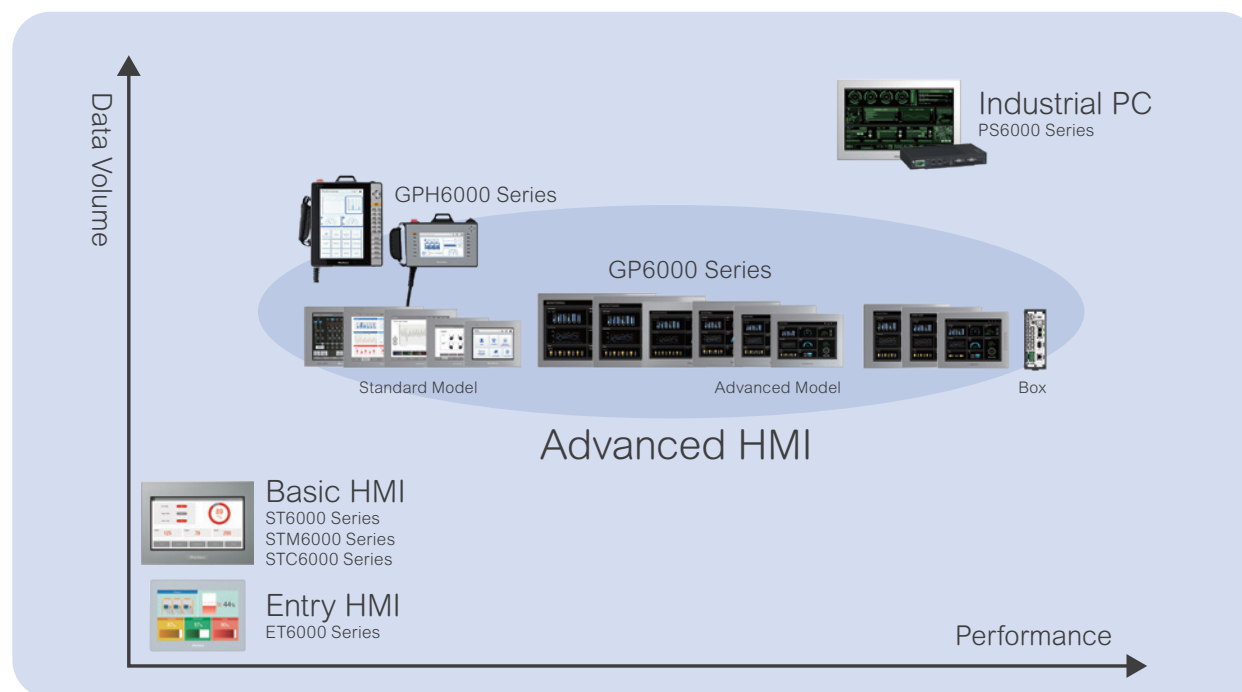 Data Volume
Industrial PC
PS6000 Series
GPH6000 Series
GP6000 Series
Standard Model
Advanced Model
Box
Advanced HMI
Basic HMI
ST6000 Series
STM6000 Series
STC6000 Series
Entry HMI
ET6000 Series
Performance